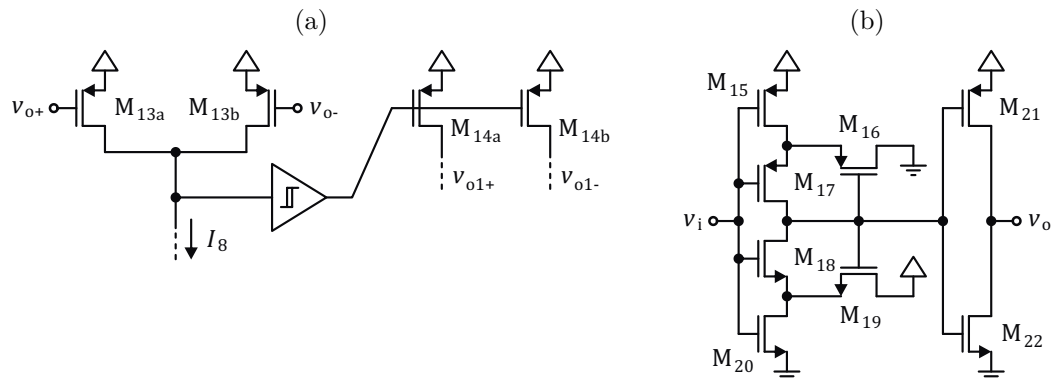 (a)
(b)
v_{o+}
M_{13a}
M_{13b}
v_{o-}
M_{14a}
M_{14b}
v_{o1+}
v_{o1-}
I_8
M_{15}
M_{16}
M_{17}
M_{21}
v_i
v_o
M_{18}
M_{19}
M_{20}
M_{22}